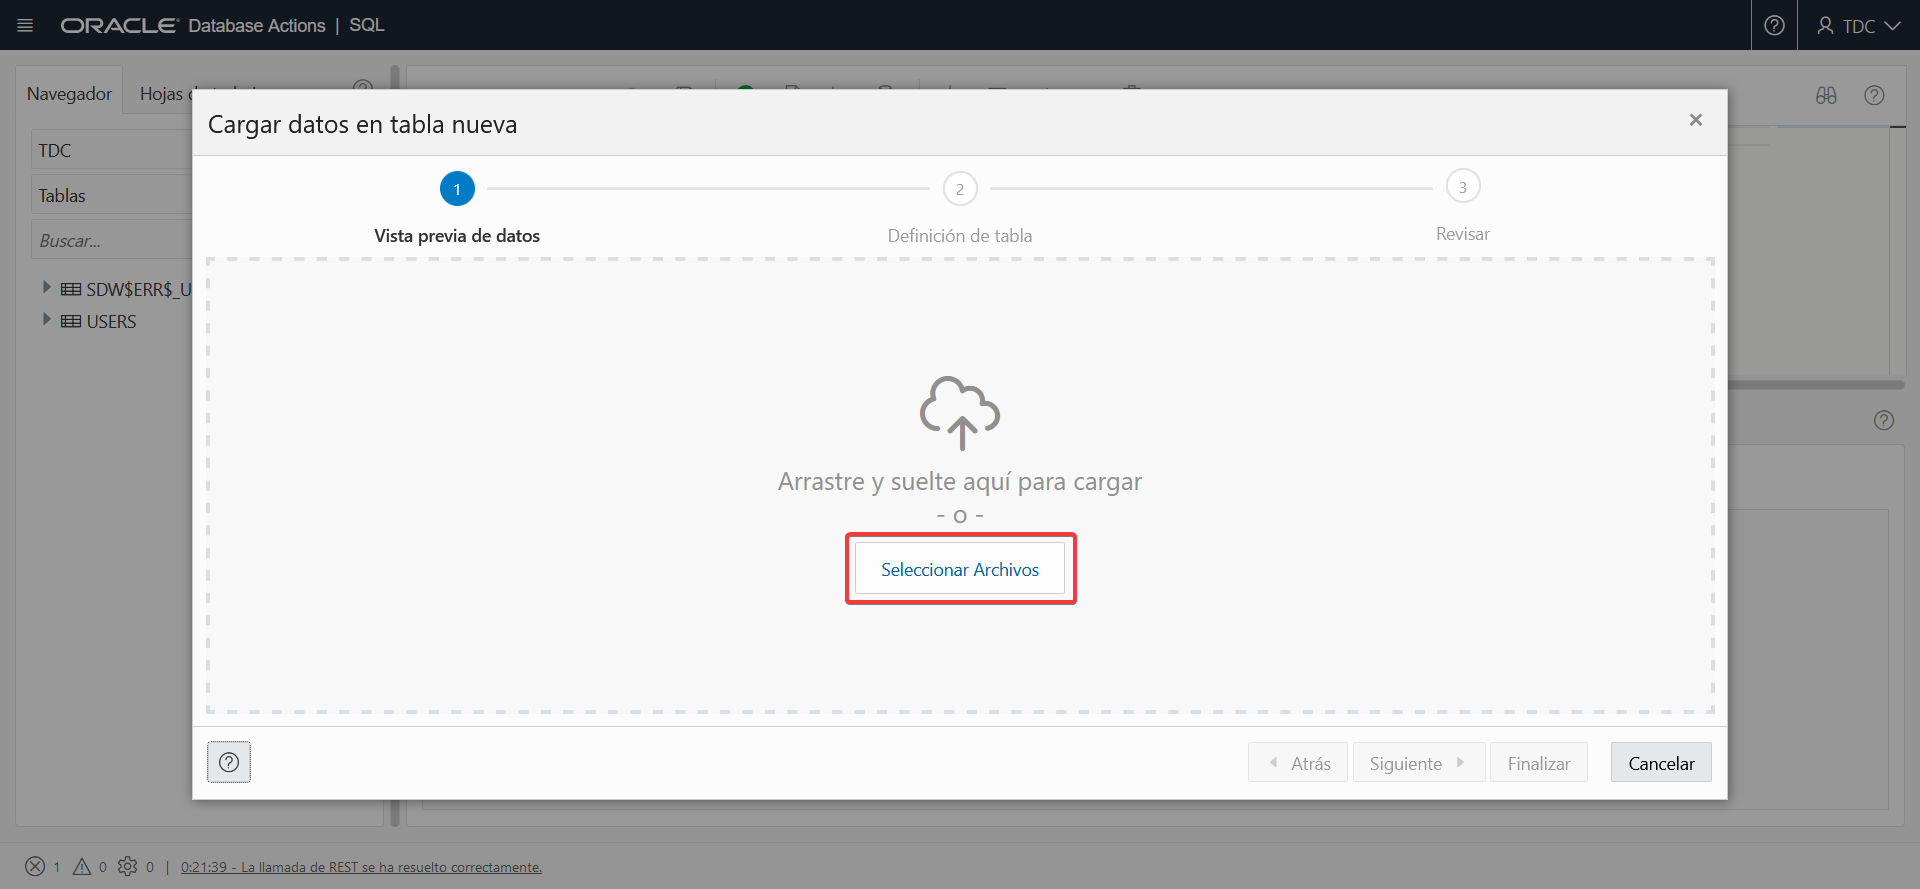 ORACLE Database Actions | SQL
? TDC
Navegador Hojas
TDC
Tablas
Buscar...
SDW$ERR$_U
USERS
Cargar datos en tabla nueva
1 2 3
Vista previa de datos Definición de tabla Revisar
Arrastre y suelte aquí para cargar
- o -
Seleccionar Archivos
Atrás Siguiente Finalizar Cancelar
1 0 0 | 0:21:39 - La llamada de REST se ha resuelto correctamente.